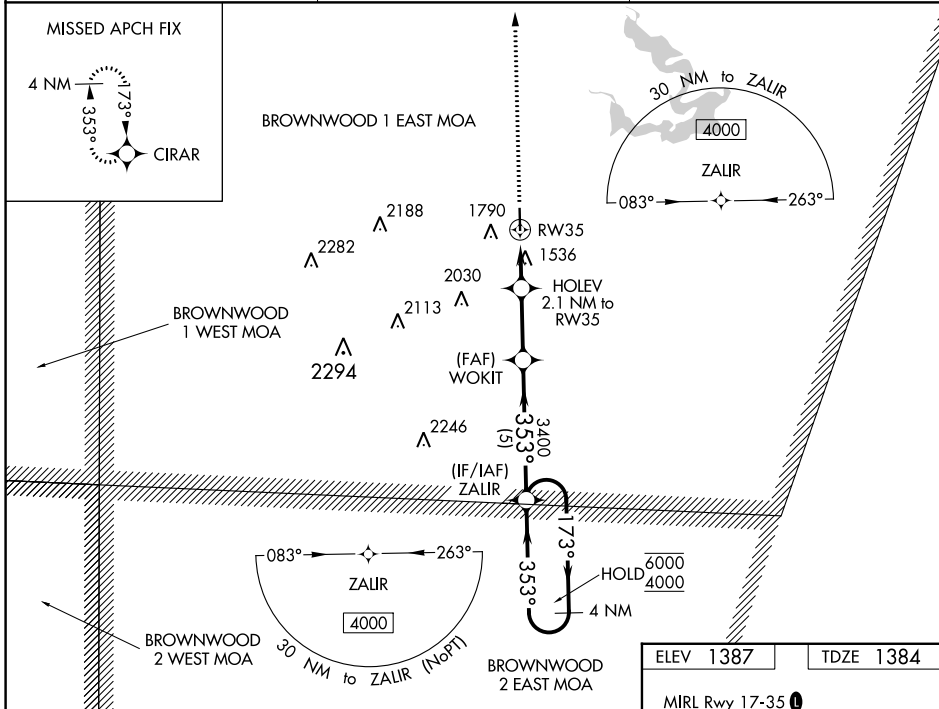 MISSED APCH FIX
4 NM
353°
173°
CIRAR
BROWNWOOD 1 EAST MOA
30 NM to ZALIR
4000
ZALIR
083°
263°
2188
1790
RW35
2282
1536
2030
HOLEV
2.1 NM to
RW35
2113
BROWNWOOD
1 WEST MOA
2294
(FAF)
WOKIT
2246
3400
353°
(5)
(IF/IAF)
ZALIR
173°
353°
HOLD
6000
4000
4 NM
083°
263°
ZALIR
4000
30 NM to ZALIR (NoPT)
BROWNWOOD
2 WEST MOA
BROWNWOOD
2 EAST MOA
ELEV 1387
TDZE 1384
MIRL Rwy 17-35 L